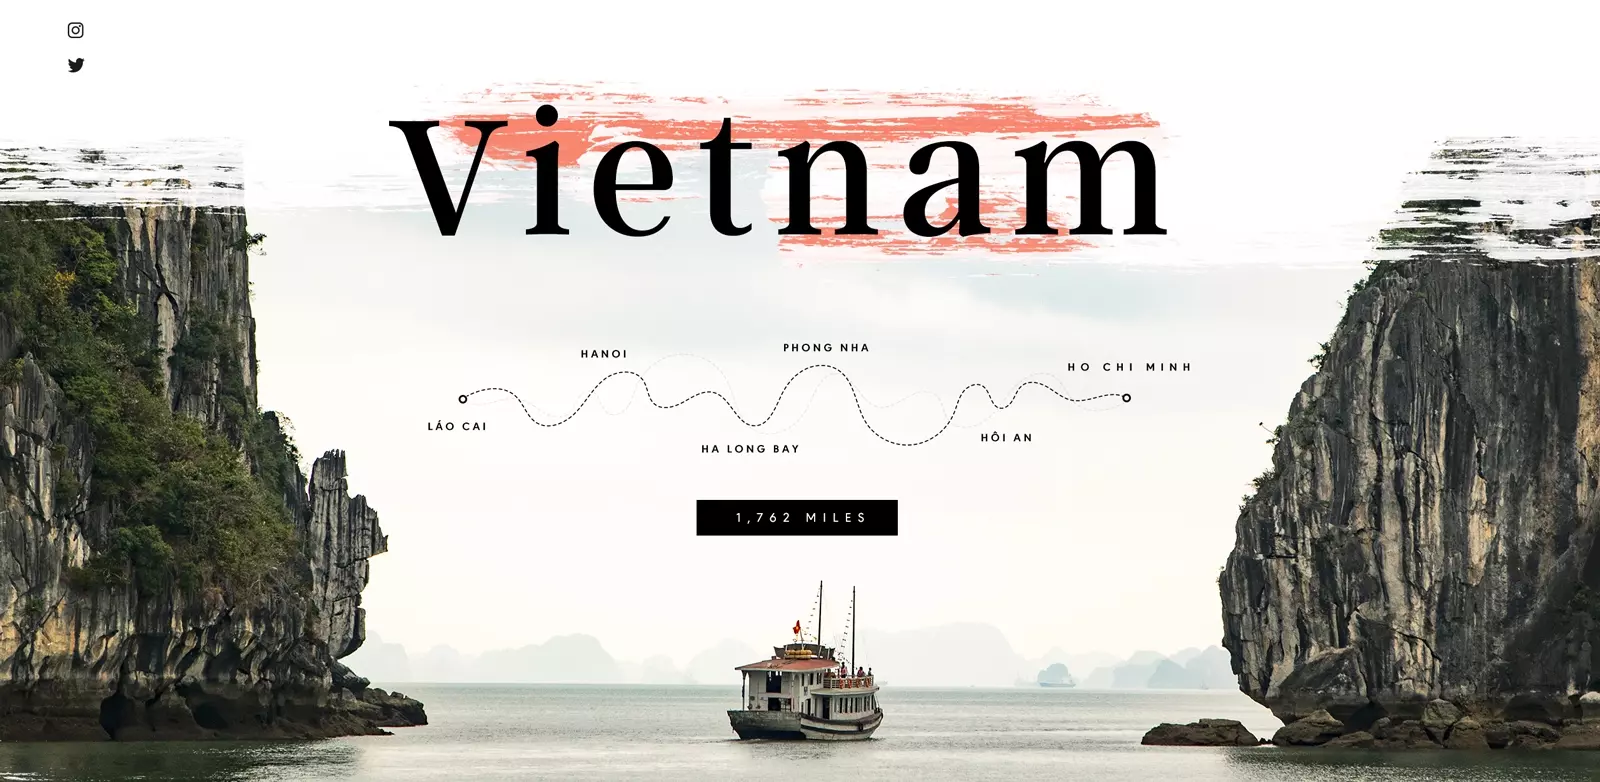 Vietnam
HANOI
PHONG NHA
HO CHI MINH
LÁO CAI
HA LONG BAY
HÔI AN
1,762 MILES